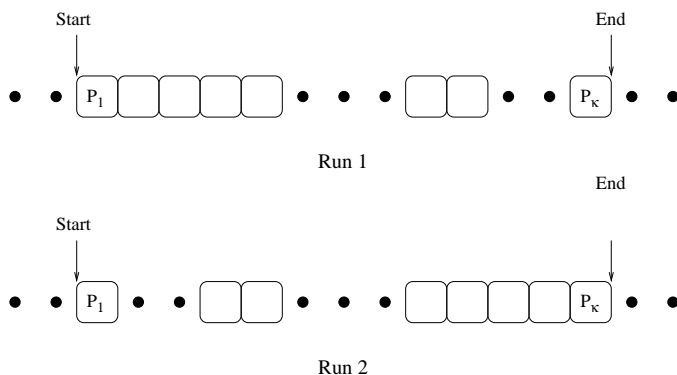 Start End
P₁ Pκ
Run 1
End
Start
P₁ Pκ
Run 2